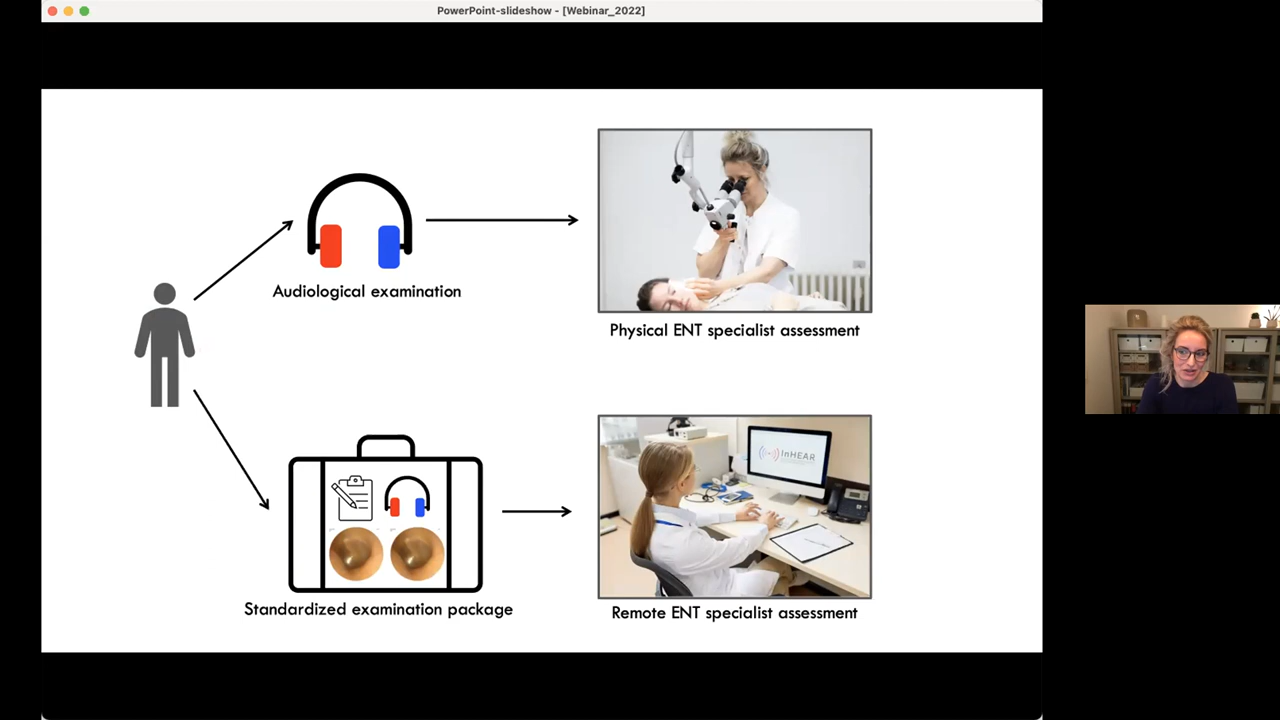 PowerPoint-slideshow - [Webinar_2022]
Audiological examination
Physical ENT specialist assessment
InHEAR
Standardized examination package
Remote ENT specialist assessment